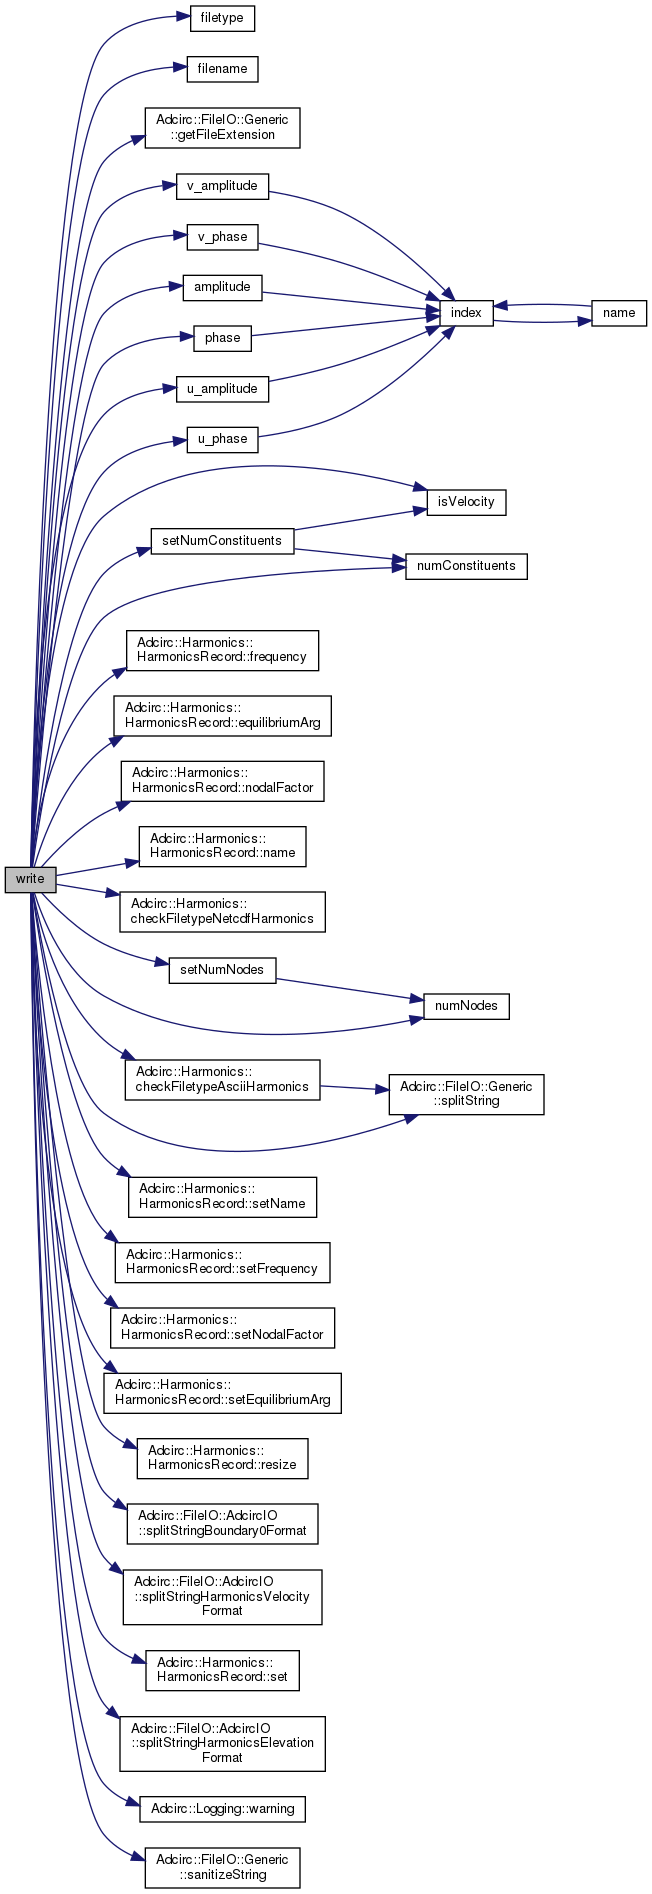 filetype
filename
Adcirc::FileIO::Generic
::getFileExtension
v_amplitude
v_phase
amplitude
index
name
phase
u_amplitude
u_phase
isVelocity
setNumConstituents
numConstituents
Adcirc::Harmonics::
HarmonicsRecord::frequency
Adcirc::Harmonics::
HarmonicsRecord::equilibriumArg
Adcirc::Harmonics::
HarmonicsRecord::nodalFactor
Adcirc::Harmonics::
HarmonicsRecord::name
write
Adcirc::Harmonics::
checkFiletypeNetcdfHarmonics
setNumNodes
numNodes
Adcirc::Harmonics::
checkFiletypeAsciiHarmonics
Adcirc::FileIO::Generic
::splitString
Adcirc::Harmonics::
HarmonicsRecord::setName
Adcirc::Harmonics::
HarmonicsRecord::setFrequency
Adcirc::Harmonics::
HarmonicsRecord::setNodalFactor
Adcirc::Harmonics::
HarmonicsRecord::setEquilibriumArg
Adcirc::Harmonics::
HarmonicsRecord::resize
Adcirc::FileIO::AdcircIO
::splitStringBoundary0Format
Adcirc::FileIO::AdcircIO
::splitStringHarmonicsVelocity
Format
Adcirc::Harmonics::
HarmonicsRecord::set
Adcirc::FileIO::AdcircIO
::splitStringHarmonicsElevation
Format
Adcirc::Logging::warning
Adcirc::FileIO::Generic
::sanitizeString